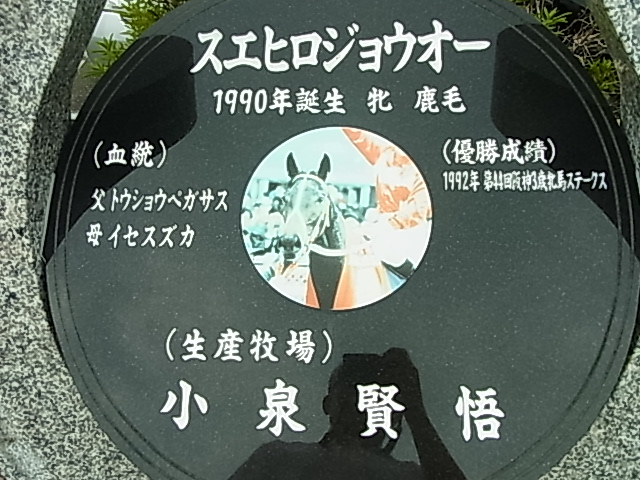 スエヒロジョウオー
1990年誕生 牝 鹿毛
(血統)
父 トウショウペガサス
母 イセスズカ
(優勝成績)
1992年 第44回阪神3歳牝馬ステークス
(生産牧場)
小泉賢悟